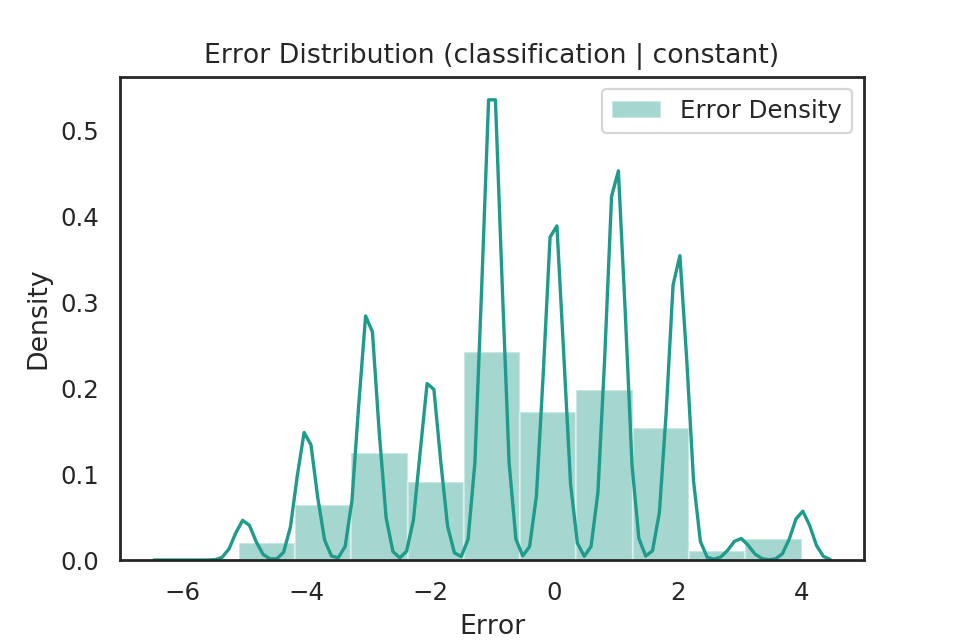 Error Distribution (classification | constant)
Error Density
0.5
0.4
0.3
0.2
0.1
0.0
Density
−6 −4 −2 0 2 4
Error